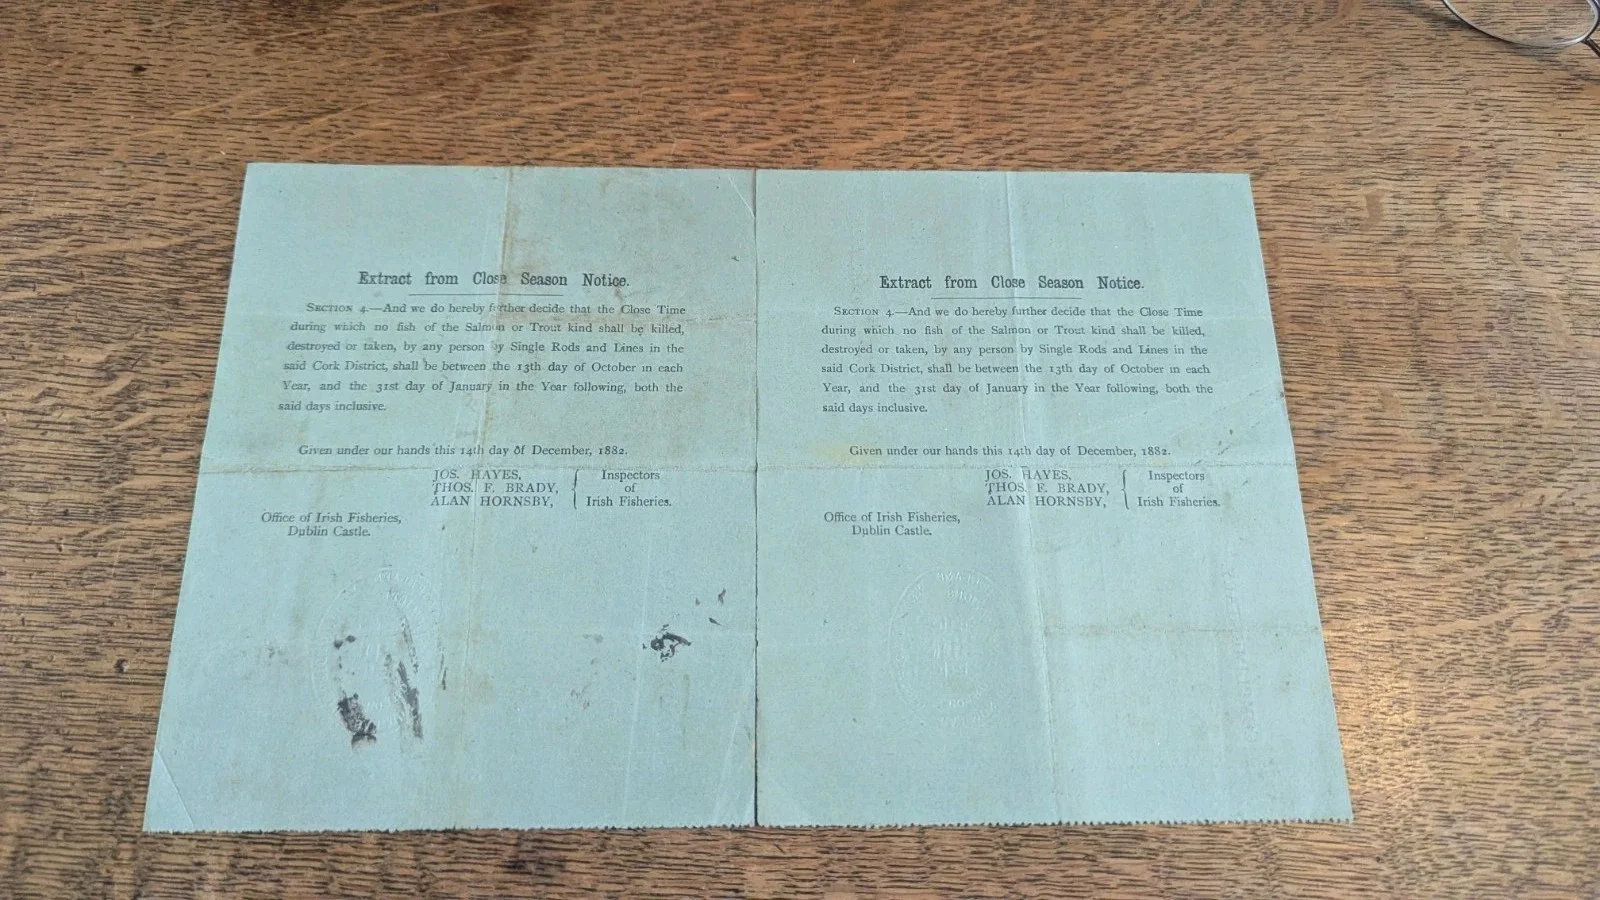 Extract from Close Season Notice.
SECTION 4.—And we do hereby further decide that the Close Time
during which no fish of the Salmon or Trout kind shall be killed,
destroyed or taken, by any person by Single Rods and Lines in the
said Cork District, shall be between the 13th day of October in each
Year, and the 31st day of January in the Year following, both the
said days inclusive.
Given under our hands this 14th day of December, 1882.
JOS. HAYES,
THOS. F. BRADY,
ALAN HORNSBY,
Inspectors
of
Irish Fisheries.
Office of Irish Fisheries,
Dublin Castle.
Extract from Close Season Notice.
SECTION 4.—And we do hereby further decide that the Close Time
during which no fish of the Salmon or Trout kind shall be killed,
destroyed or taken, by any person by Single Rods and Lines in the
said Cork District, shall be between the 13th day of October in each
Year, and the 31st day of January in the Year following, both the
said days inclusive.
Given under our hands this 14th day of December, 1882.
JOS. HAYES,
THOS. F. BRADY,
ALAN HORNSBY,
Inspectors
of
Irish Fisheries.
Office of Irish Fisheries,
Dublin Castle.